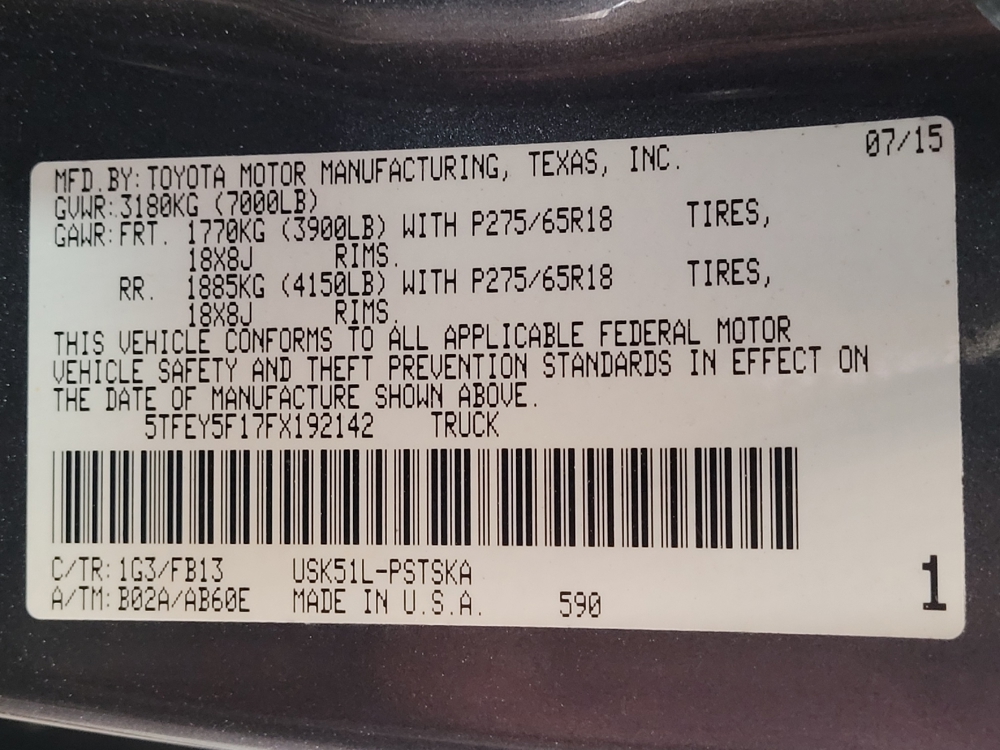 07/15
MFD.BY: TOYOTA MOTOR MANUFACTURING, TEXAS, INC.
GVWR: 3180KG (7000LB)
GAWR: FRT. 1770KG (3900LB) WITH P275/65R18 TIRES,
18X8J RIMS.
RR. 1885KG (4150LB) WITH P275/65R18 TIRES,
18X8J RIMS.
THIS VEHICLE CONFORMS TO ALL APPLICABLE FEDERAL MOTOR
VEHICLE SAFETY AND THEFT PREVENTION STANDARDS IN EFFECT ON
THE DATE OF MANUFACTURE SHOWN ABOVE.
5TFEY5F17FX192142 TRUCK
C/TR: 1G3/FB13 USK51L-PSTSKA
A/TM: B02A/AB60E MADE IN U.S.A. 590
1